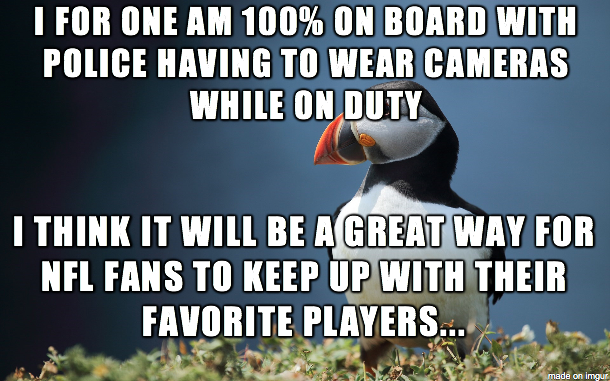 I FOR ONE AM 100% ON BOARD WITH
POLICE HAVING TO WEAR CAMERAS
WHILE ON DUTY
I THINK IT WILL BE A GREAT WAY FOR
NFL FANS TO KEEP UP WITH THEIR
FAVORITE PLAYERS...
made on imgur